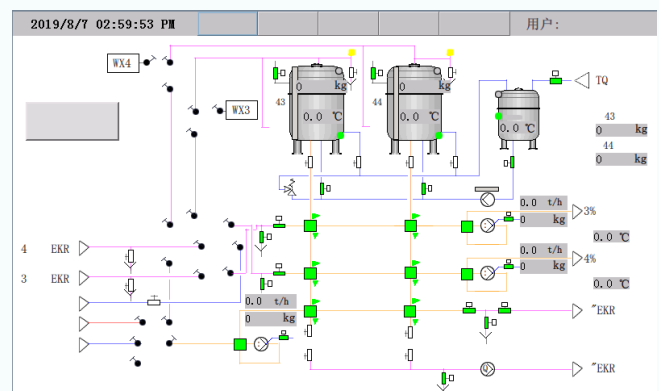 2019/8/7 02:59:53 PM
用户:
WX4
TQ
0 kg
0 kg
43
44
WX3
43
0 kg
44
0 kg
0.0 ℃
0.0 ℃
0.0 ℃
0.0 t/h
0 kg
3%
0.0 ℃
4 EKR
0.0 t/h
0 kg
4%
3 EKR
0.0 ℃
0.0 t/h
0 kg
"EKR
"EKR